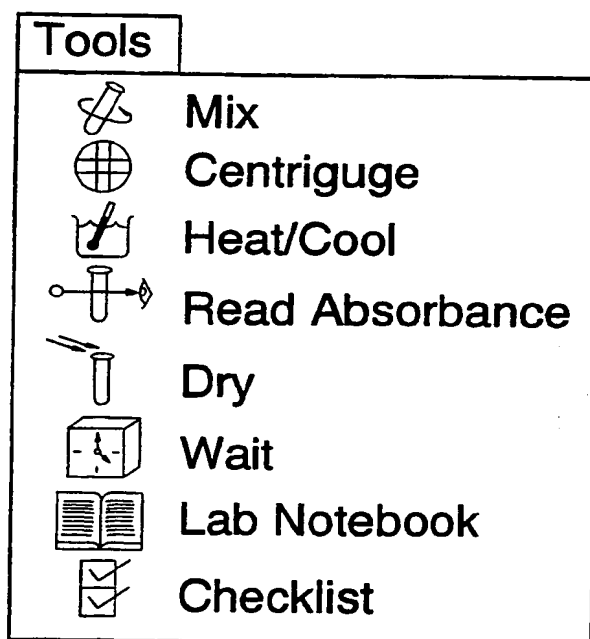 Tools
Mix
Centriguge
Heat/Cool
Read Absorbance
Dry
Wait
Lab Notebook
Checklist